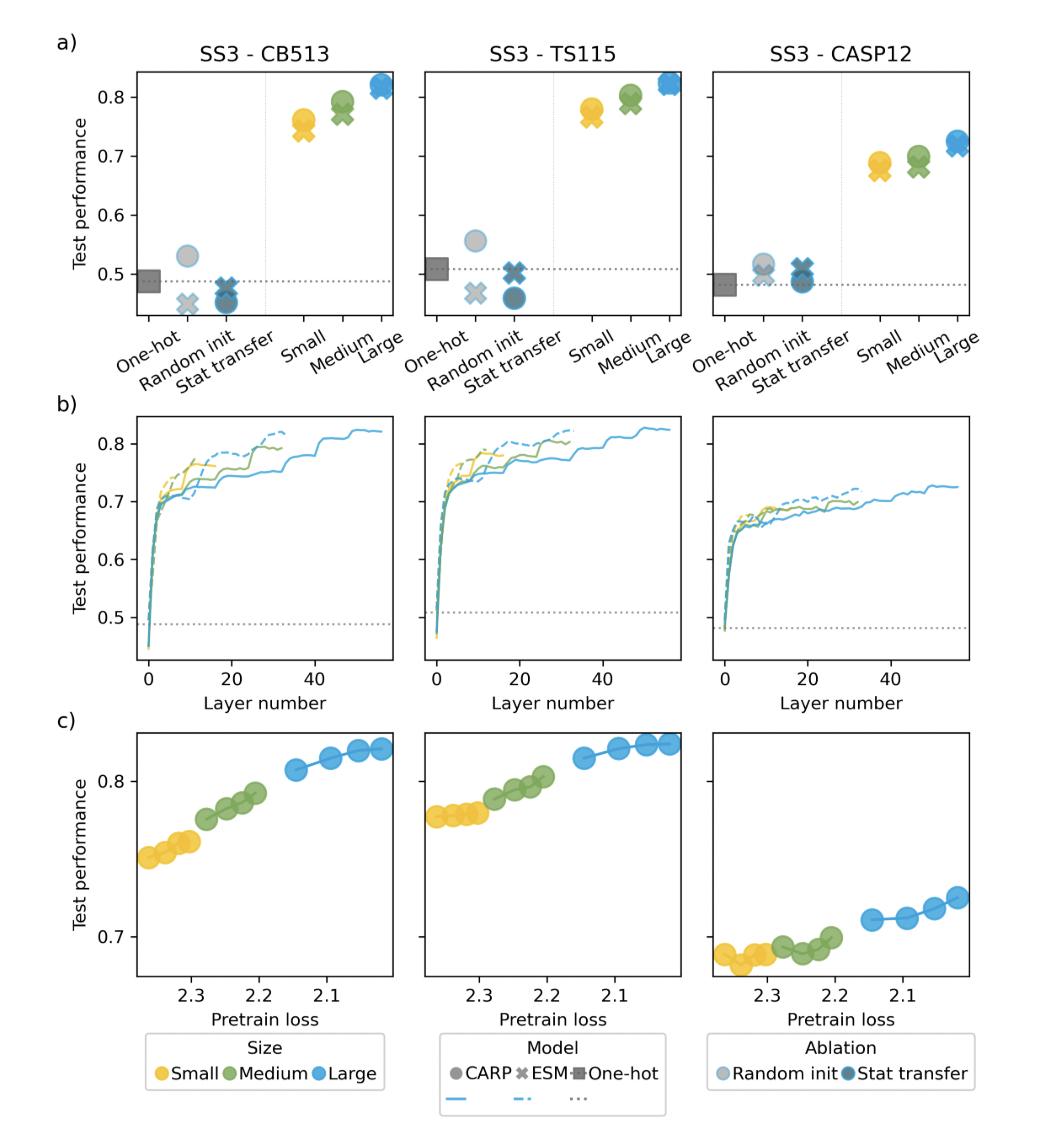 a)
SS3 - CB513 SS3 - TS115 SS3 - CASP12
Test performance
0.8
0.7
0.6
0.5
One-hot Random init Stat transfer Small Medium Large
One-hot Random init Stat transfer Small Medium Large
One-hot Random init Stat transfer Small Medium Large
b)
Test performance
0.8
0.7
0.6
0.5
0 20 40 0 20 40 0 20 40
Layer number Layer number Layer number
c)
Test performance
0.8
0.7
2.3 2.2 2.1 2.3 2.2 2.1 2.3 2.2 2.1
Pretrain loss Pretrain loss Pretrain loss
Size
Small Medium Large
Model
CARP ESM One-hot
Ablation
Random init Stat transfer